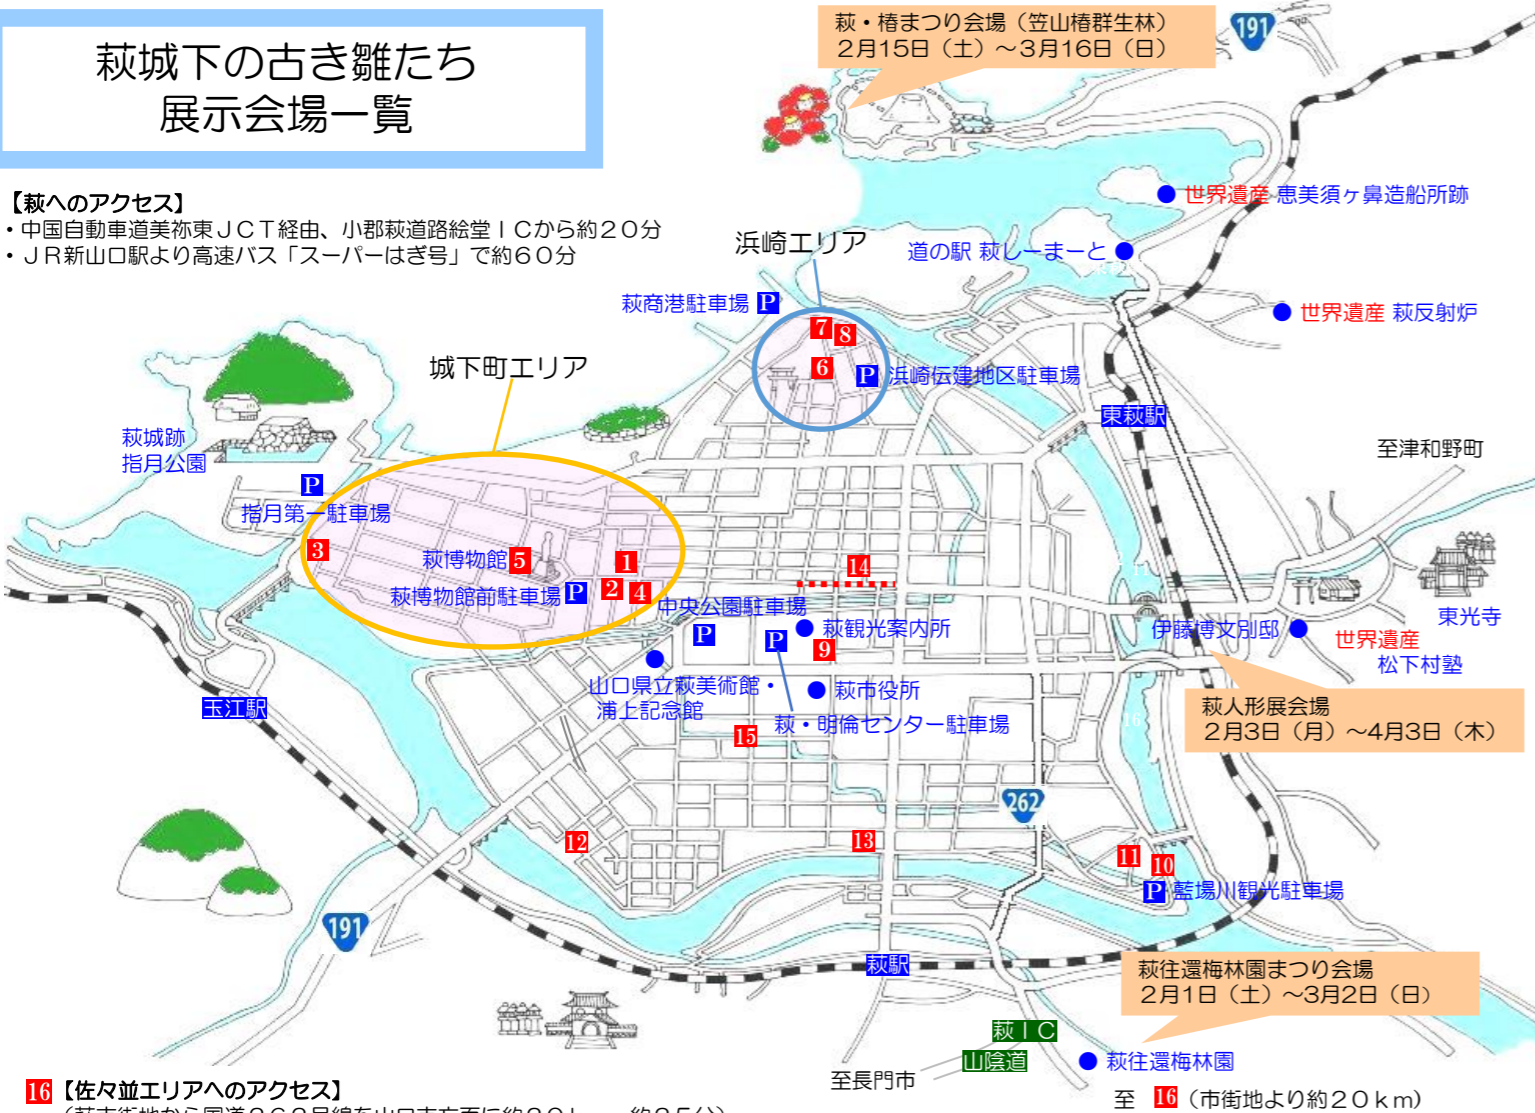 萩城下の古き雛たち
展示会場一覧
萩・椿まつり会場（笠山椿群生林）
２月15日（土）～３月16日（日）
191
【萩へのアクセス】
・中国自動車道美祢東ＪＣＴ経由、小郡萩道路絵堂ＩＣから約２０分
・ＪＲ新山口駅より高速バス「スーパーはぎ号」で約６０分
世界遺産 恵美須ヶ鼻造船所跡
浜崎エリア
道の駅 萩しーまーと
萩商港駐車場 P
世界遺産 萩反射炉
7
8
6
P 浜崎伝建地区駐車場
城下町エリア
東萩駅
萩城跡
指月公園
至津和野町
P
指月第一駐車場
3
萩博物館 5
1
萩博物館前駐車場 P
2
4
14
中央公園駐車場
P
P
萩観光案内所
9
伊藤博文別邸
東光寺
世界遺産
松下村塾
山口県立萩美術館・
浦上記念館
萩市役所
萩・明倫センター駐車場
玉江駅
15
16
萩人形展会場
２月３日（月）～４月３日（木）
262
12
13
11
10
P 藍場川観光駐車場
191
萩駅
萩往還梅林園まつり会場
２月１日（土）～３月２日（日）
萩ＩＣ
山陰道
萩往還梅林園
至長門市
至 16（市街地より約２０ｋｍ）
16【佐々並エリアへのアクセス】